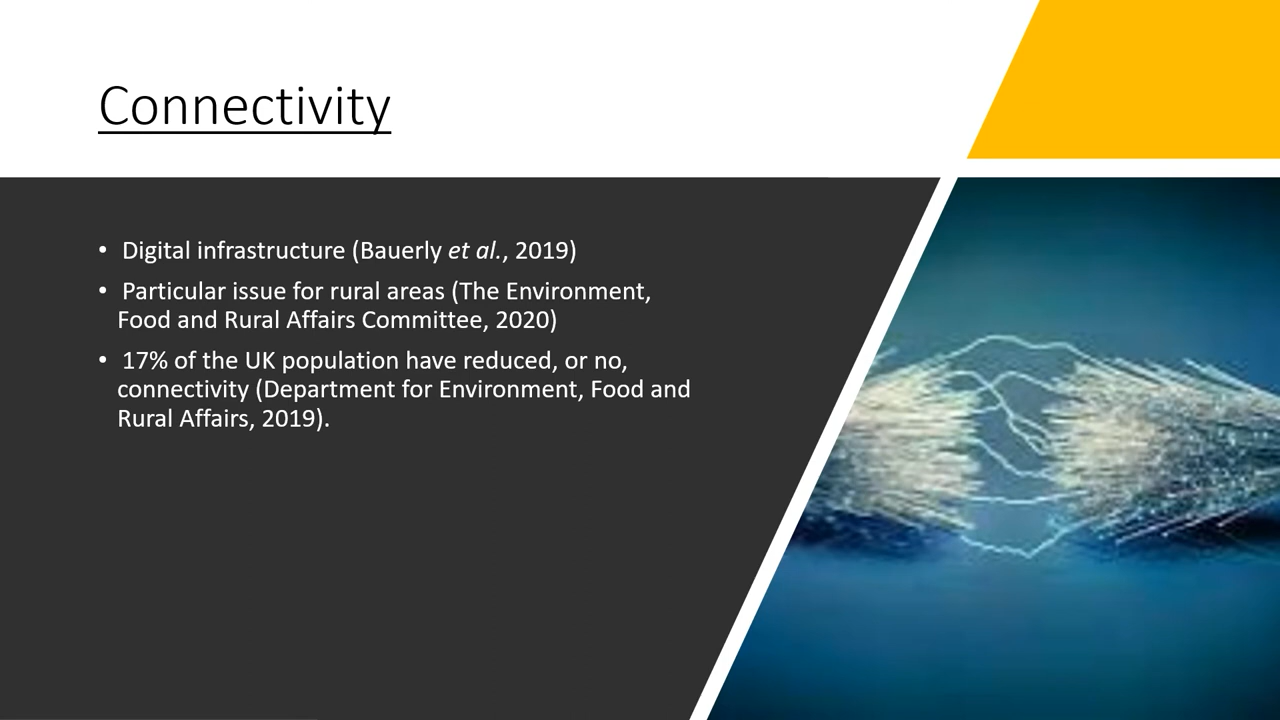 Connectivity
• Digital infrastructure (Bauerly et al., 2019)
• Particular issue for rural areas (The Environment,
Food and Rural Affairs Committee, 2020)
• 17% of the UK population have reduced, or no,
connectivity (Department for Environment, Food and
Rural Affairs, 2019).